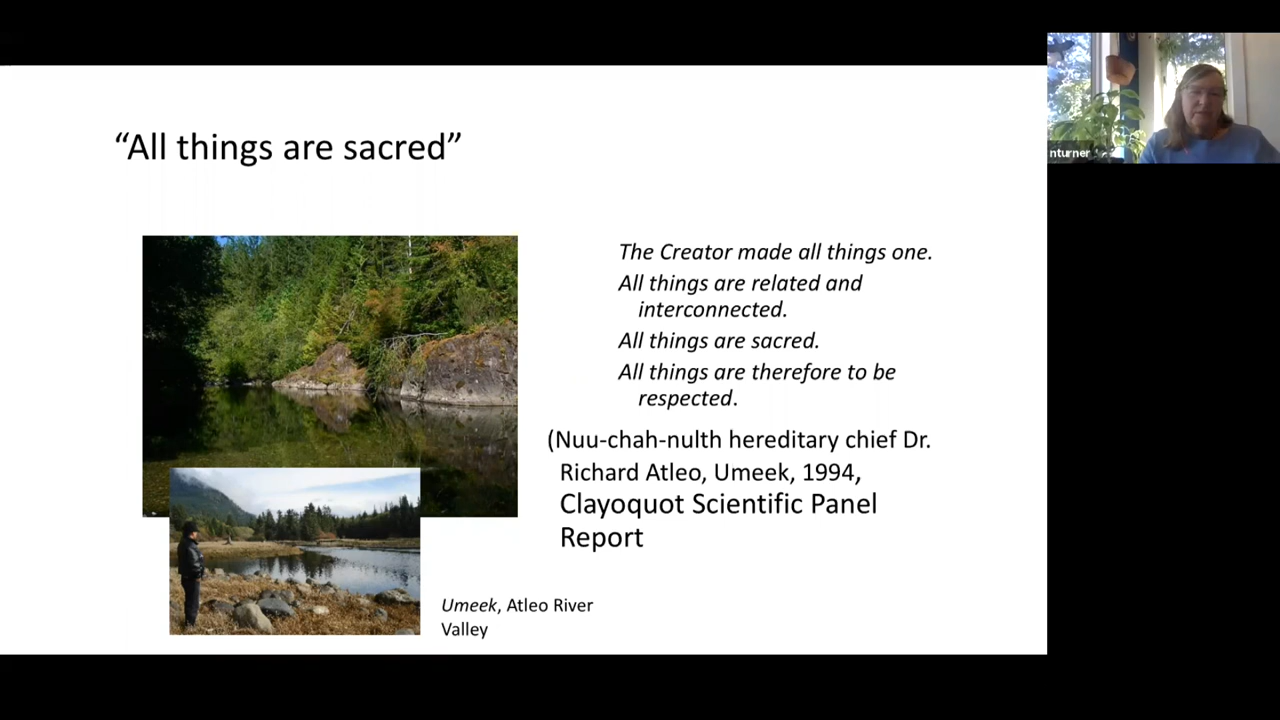 “All things are sacred”
nturner
The Creator made all things one.
All things are related and
interconnected.
All things are sacred.
All things are therefore to be
respected.
(Nuu-chah-nulth hereditary chief Dr.
Richard Atleo, Umeek, 1994,
Clayoquot Scientific Panel
Report
Umeek, Atleo River
Valley